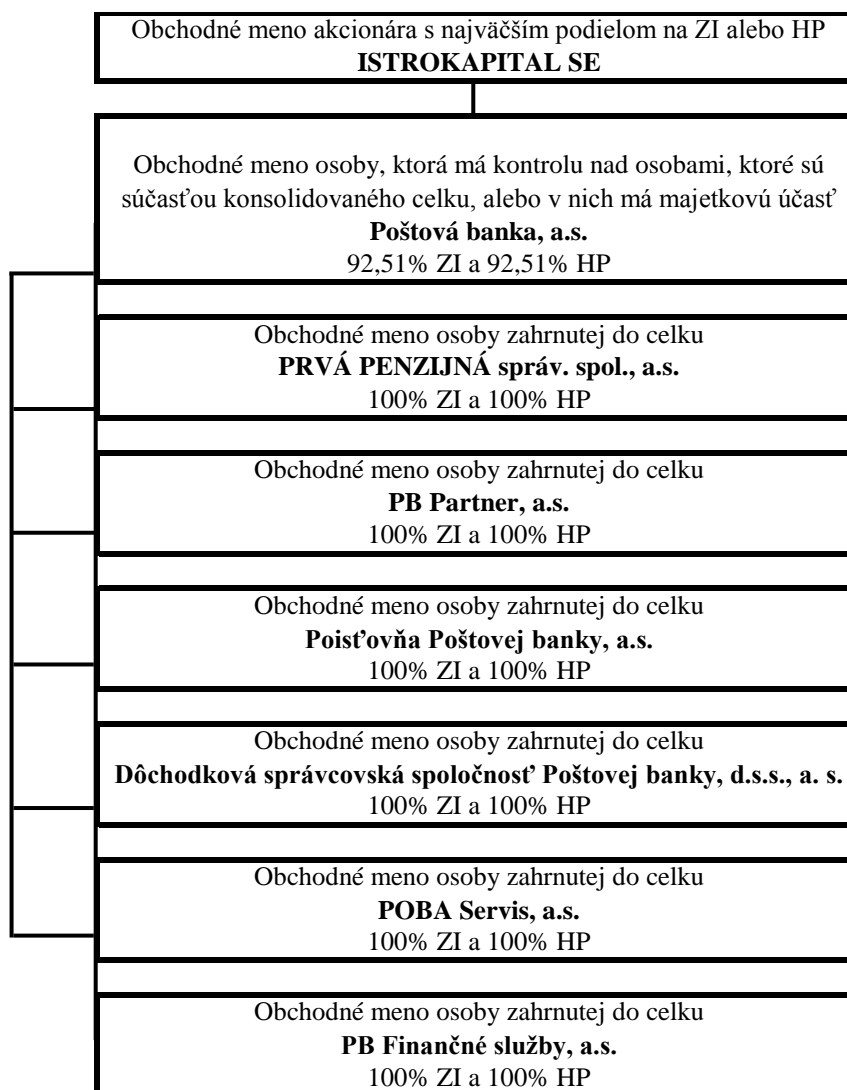 Obchodné meno akcionára s najväčším podielom na ZI alebo HP
ISTROKAPITAL SE
Obchodné meno osoby, ktorá má kontrolu nad osobami, ktoré sú
súčasťou konsolidovaného celku, alebo v nich má majetkovú účasť
Poštová banka, a.s.
92,51% ZI a 92,51% HP
Obchodné meno osoby zahrnutej do celku
PRVÁ PENZIJNÁ správ. spol., a.s.
100% ZI a 100% HP
Obchodné meno osoby zahrnutej do celku
PB Partner, a.s.
100% ZI a 100% HP
Obchodné meno osoby zahrnutej do celku
Poisťovňa Poštovej banky, a.s.
100% ZI a 100% HP
Obchodné meno osoby zahrnutej do celku
Dôchodková správcovská spoločnosť Poštovej banky, d.s.s., a. s.
100% ZI a 100% HP
Obchodné meno osoby zahrnutej do celku
POBA Servis, a.s.
100% ZI a 100% HP
Obchodné meno osoby zahrnutej do celku
PB Finančné služby, a.s.
100% ZI a 100% HP